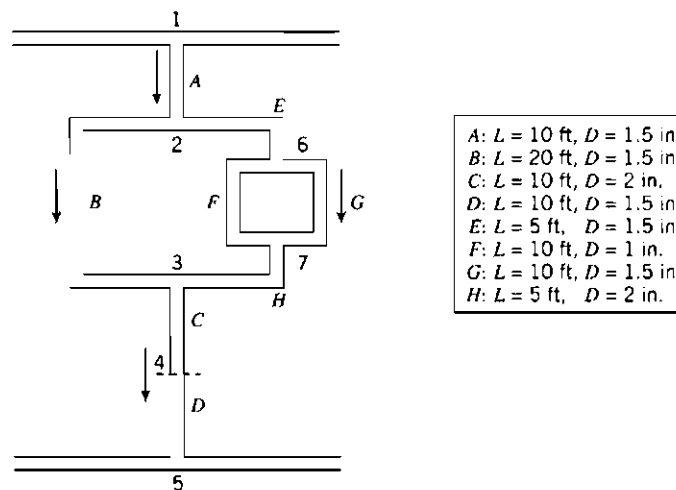 1
A
E
2
6
B
F
G
3
7
H
C
4
D
5
A: L = 10 ft, D = 1.5 in
B: L = 20 ft, D = 1.5 in
C: L = 10 ft, D = 2 in.
D: L = 10 ft, D = 1.5 in
E: L = 5 ft, D = 1.5 in
F: L = 10 ft, D = 1 in.
G: L = 10 ft, D = 1.5 in
H: L = 5 ft, D = 2 in.